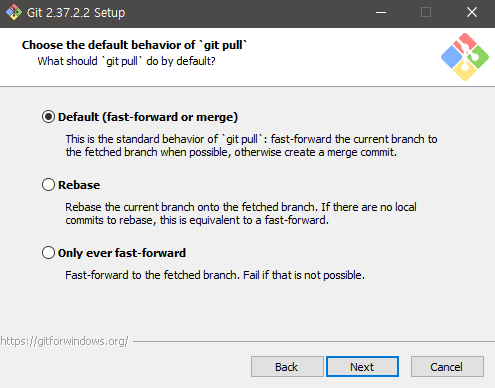 Git 2.37.2.2 Setup
Choose the default behavior of `git pull`
What should `git pull` do by default?
Default (fast-forward or merge)
This is the standard behavior of `git pull`: fast-forward the current branch to
the fetched branch when possible, otherwise create a merge commit.
Rebase
Rebase the current branch onto the fetched branch. If there are no local
commits to rebase, this is equivalent to a fast-forward.
Only ever fast-forward
Fast-forward to the fetched branch. Fail if that is not possible.
https://gitforwindows.org/
Back
Next
Cancel